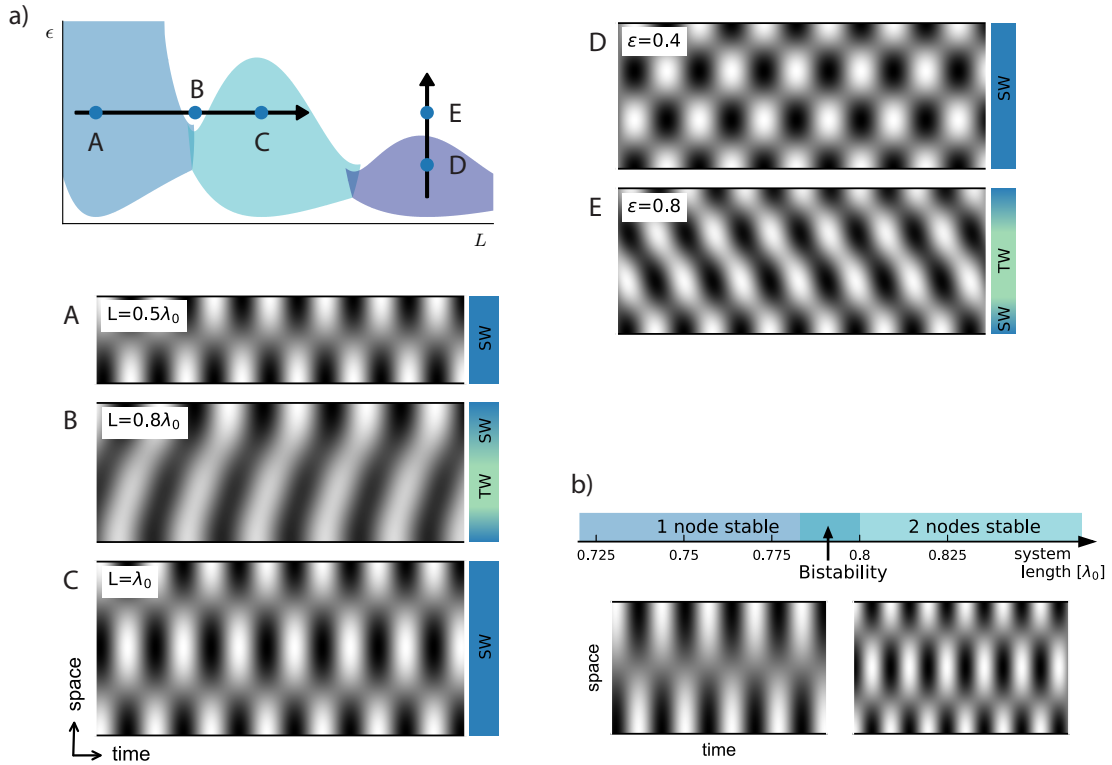 a)
ϵ
A
B
C
D
E
L
A
L=0.5λ₀
SW
B
L=0.8λ₀
SW
TW
C
L=λ₀
SW
space
time
D
ε=0.4
SW
E
ε=0.8
TW
SW
b)
1 node stable
2 nodes stable
0.725
0.75
0.775
0.8
0.825
system
length [λ₀]
Bistability
space
time